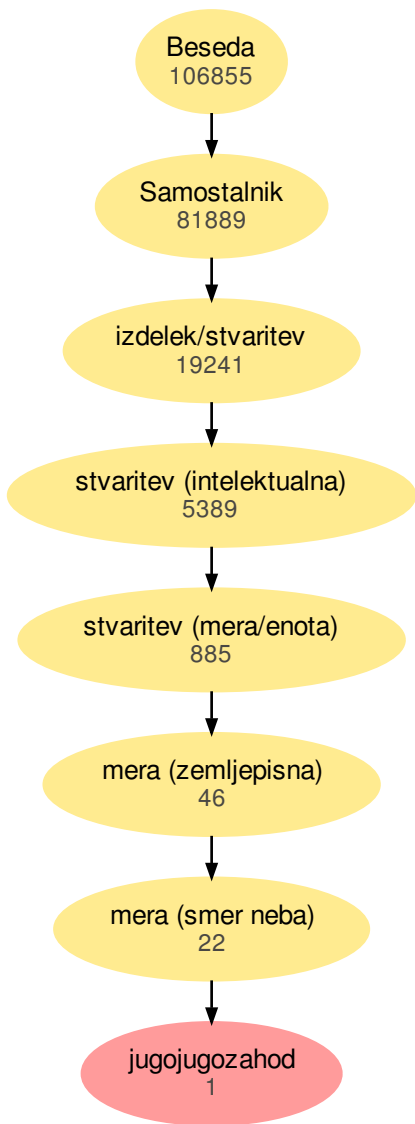 Beseda
106855
Samostalnik
81889
izdelek/stvaritev
19241
stvaritev (intelektualna)
5389
stvaritev (mera/enota)
885
mera (zemljepisna)
46
mera (smer neba)
22
jugojugozahod
1